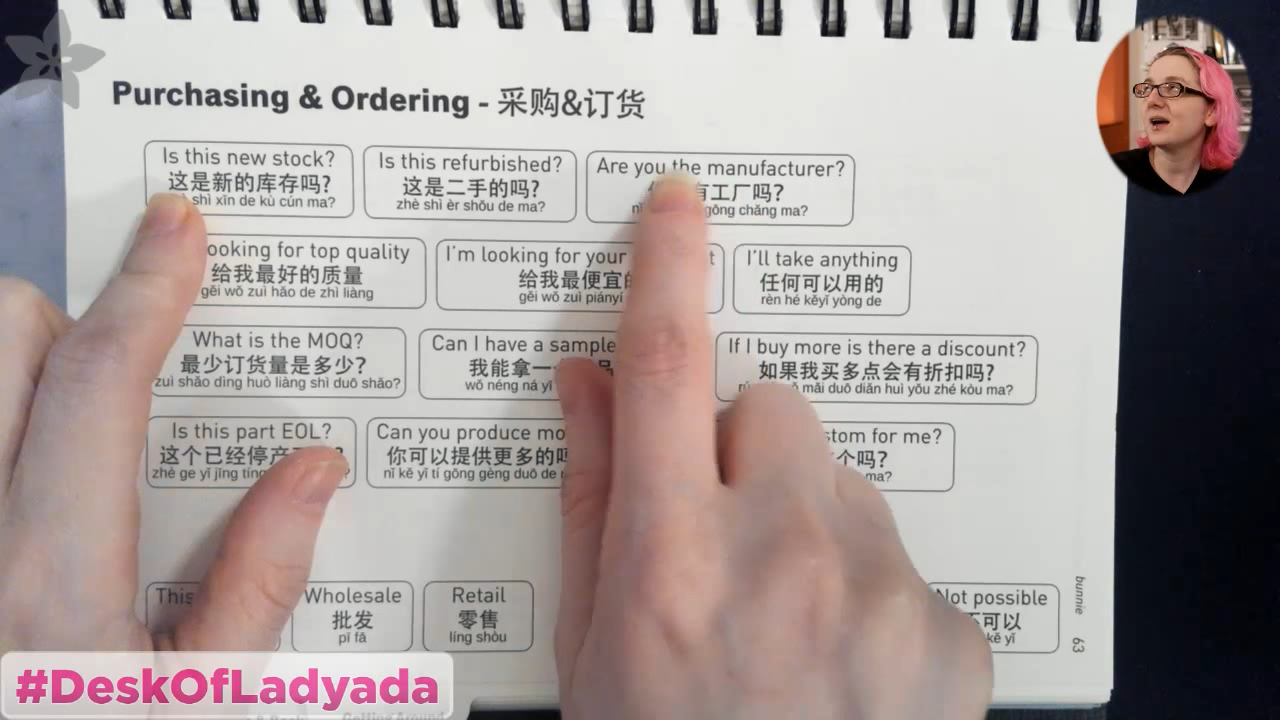 Purchasing & Ordering - 采购&订货
Is this new stock?
这是新的库存吗?
shì xīn de kù cún ma?
Is this refurbished?
这是二手的吗?
zhè shì èr shǒu de ma?
Are you the manufacturer?
有工厂吗?
gōng chǎng ma?
looking for top quality
给我最好的质量
gěi wǒ zuì hǎo de zhì liàng
I'm looking for your
给我最便宜的
gěi wǒ zuì piányí
I'll take anything
任何可以用的
rèn hé kěyǐ yòng de
What is the MOQ?
最少订货量是多少?
zuì shǎo dìng huò liàng shì duō shǎo?
Can I have a sample
我能拿一 品
wǒ néng ná yī
If I buy more is there a discount?
如果我买多点会有折扣吗?
mǎi duō diǎn huì yǒu zhé kòu ma?
Is this part EOL?
这个已经停产
zhè ge yǐ jīng tíng
Can you produce
你可以提供更多的吗
nǐ kě yǐ tí gōng gèng duō de
for me?
个吗?
ma?
This
Wholesale
批发
pī fā
Retail
零售
líng shòu
Not possible
不可以
kě yǐ
bunnie 63
#DeskOfLadyada